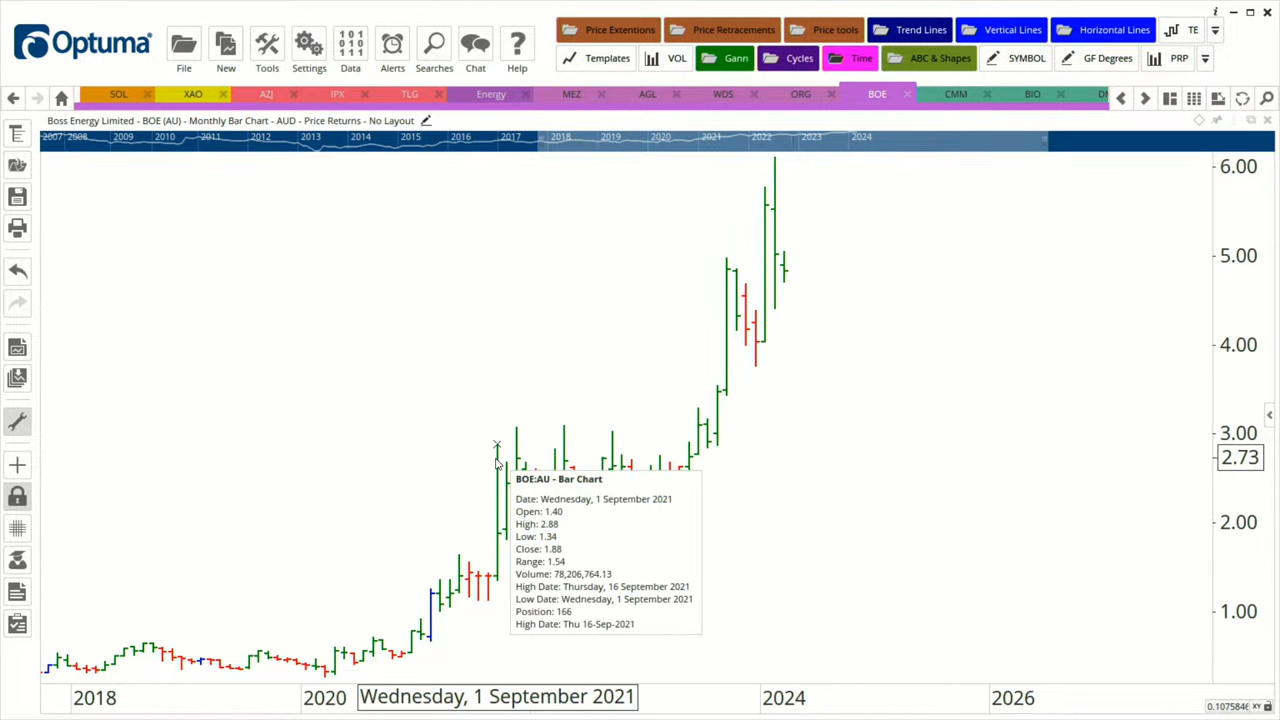 i
Optuma
File
New
Tools
Settings
101
010
101
Data
Alerts
Searches
Chat
?
Help
Price Extentions
Price Retracements
Price tools
Trend Lines
Vertical Lines
Horizontal Lines
TE
Templates
VOL
Gann
Cycles
Time
ABC & Shapes
SYMBOL
GF Degrees
PRP
SOL
XAO
AZJ
IPX
TLG
Energy
MEZ
AGL
WDS
ORG
BOE
CMM
BIO
Boss Energy Limited - BOE (AU) - Monthly Bar Chart - AUD - Price Returns - No Layout
2007 2008 2009 2010 2011 2012 2013 2014 2015 2016 2017 2018 2019 2020 2021 2022 2023 2024
6.00
5.00
4.00
3.00
2.73
2.00
1.00
BOE:AU - Bar Chart
Date: Wednesday, 1 September 2021
Open: 1.40
High: 2.88
Low: 1.34
Close: 1.88
Range: 1.54
Volume: 78,206,764.13
High Date: Thursday, 16 September 2021
Low Date: Wednesday, 1 September 2021
Position: 166
High Date: Thu 16-Sep-2021
2018 2020 Wednesday, 1 September 2021 2024 2026
0.107584 XY